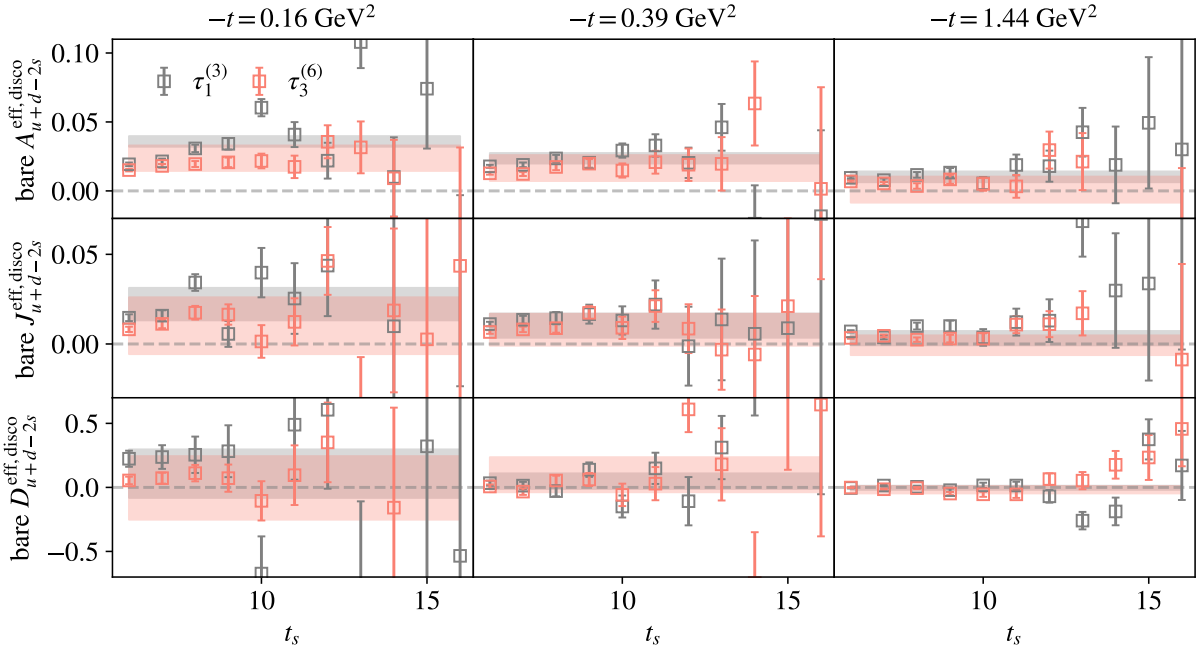 −t = 0.16 GeV² −t = 0.39 GeV² −t = 1.44 GeV²
bare A^{eff, disco}_{u+d−2s}
0.10
0.05
0.00
τ₁⁽³⁾ τ₃⁽⁶⁾
bare J^{eff, disco}_{u+d−2s}
0.05
0.00
bare D^{eff, disco}_{u+d−2s}
0.5
0.0
−0.5
10 15 10 15 10 15
t_s t_s t_s